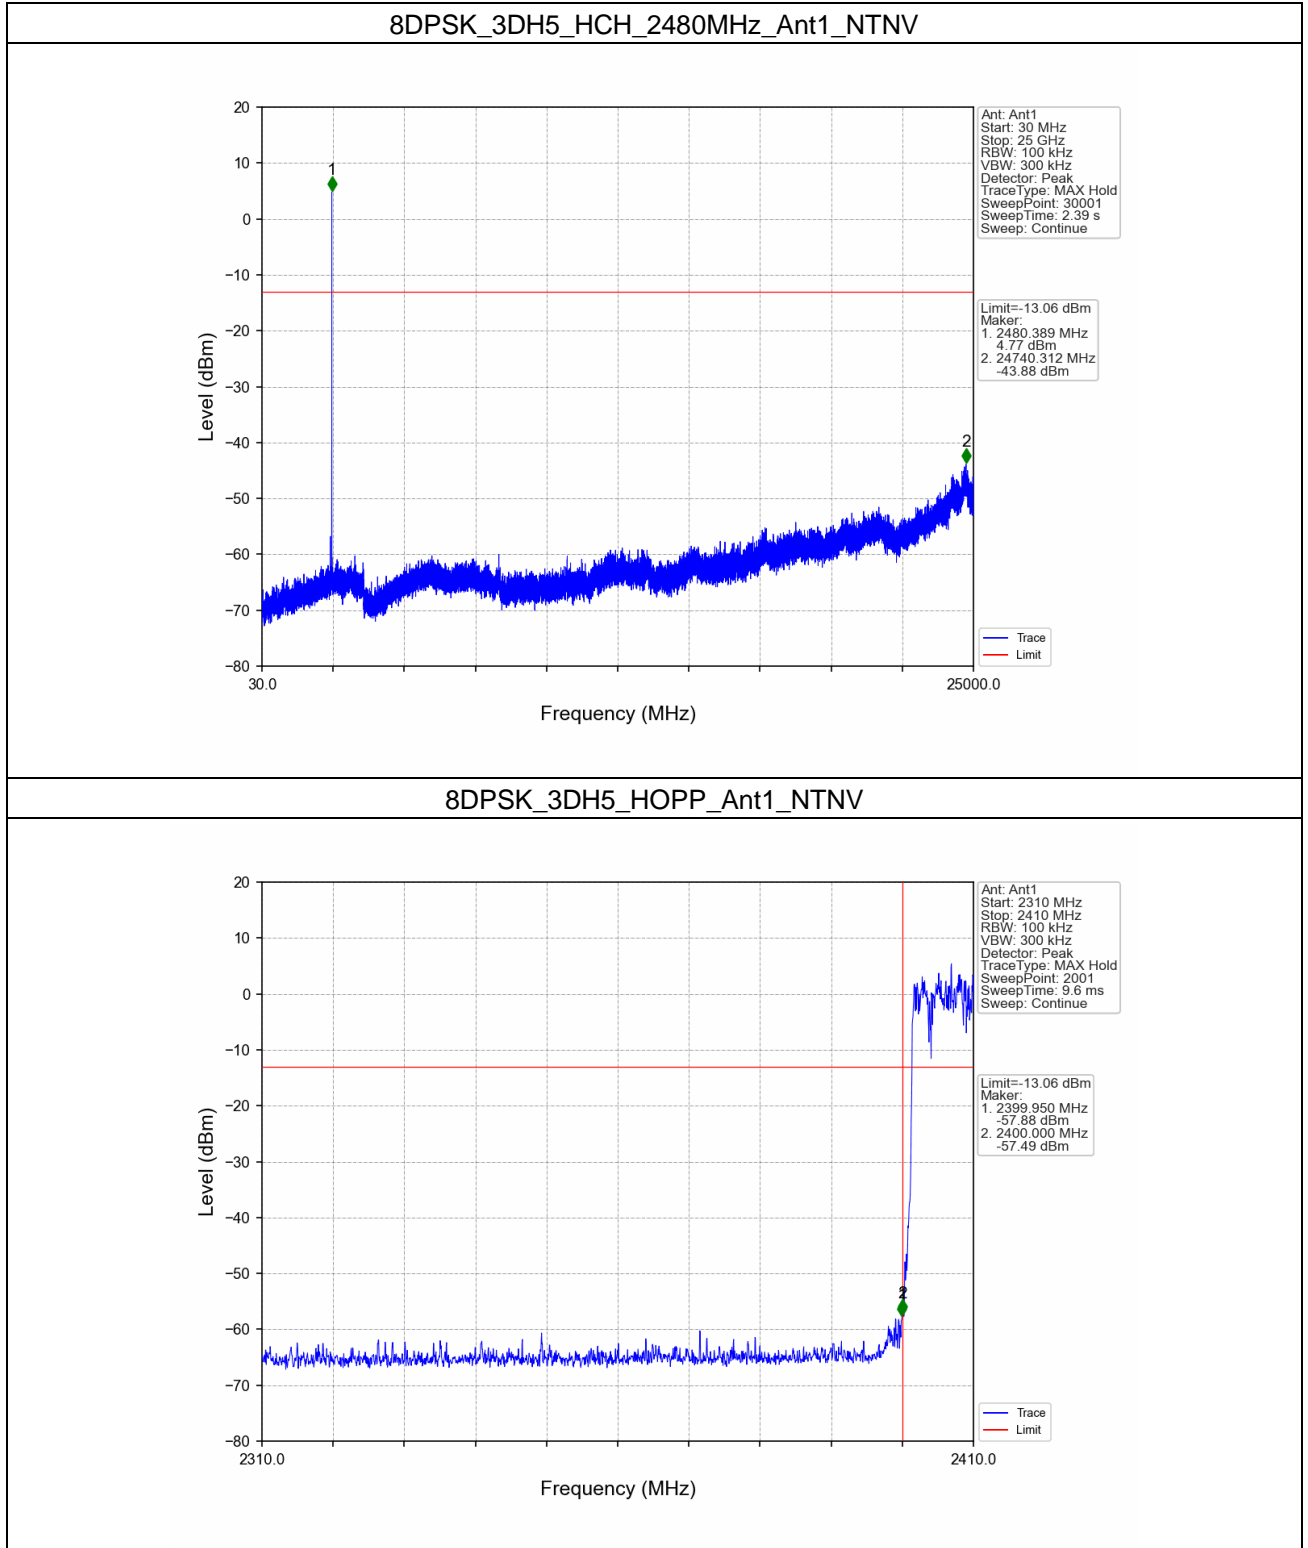 8DPSK_3DH5_HCH_2480MHz_Ant1_NTNV
20
10
0
−10
−20
−30
−40
−50
−60
−70
−80
Level (dBm)
1
2
30.0
25000.0
Frequency (MHz)
Ant: Ant1
Start: 30 MHz
Stop: 25 GHz
RBW: 100 kHz
VBW: 300 kHz
Detector: Peak
TraceType: MAX Hold
SweepPoint: 30001
SweepTime: 2.39 s
Sweep: Continue
Limit=-13.06 dBm
Maker:
1. 2480.389 MHz
4.77 dBm
2. 24740.312 MHz
-43.88 dBm
Trace
Limit
8DPSK_3DH5_HOPP_Ant1_NTNV
20
10
0
−10
−20
−30
−40
−50
−60
−70
−80
Level (dBm)
2
2310.0
2410.0
Frequency (MHz)
Ant: Ant1
Start: 2310 MHz
Stop: 2410 MHz
RBW: 100 kHz
VBW: 300 kHz
Detector: Peak
TraceType: MAX Hold
SweepPoint: 2001
SweepTime: 9.6 ms
Sweep: Continue
Limit=-13.06 dBm
Maker:
1. 2399.950 MHz
-57.88 dBm
2. 2400.000 MHz
-57.49 dBm
Trace
Limit